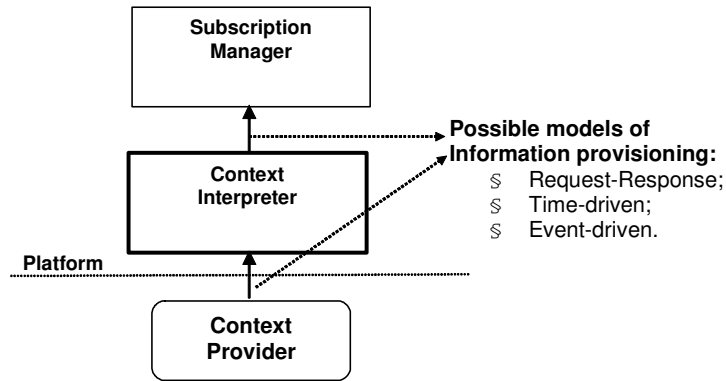 Subscription
Manager
Possible models of
Information provisioning:
§ Request-Response;
§ Time-driven;
§ Event-driven.
Context
Interpreter
Platform
Context
Provider